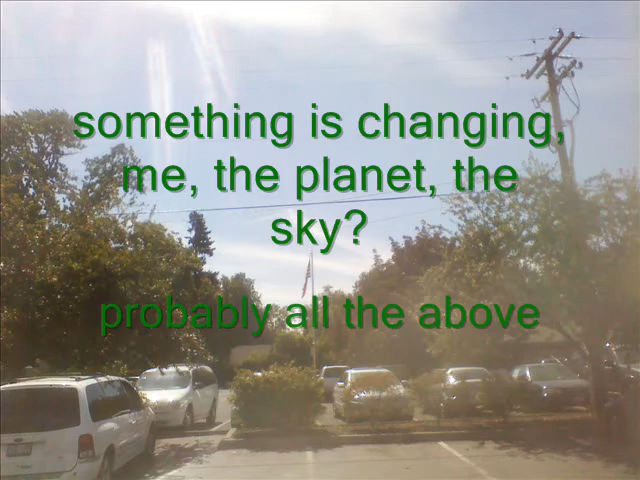 something is changing,
me, the planet, the
sky?
probably all the above